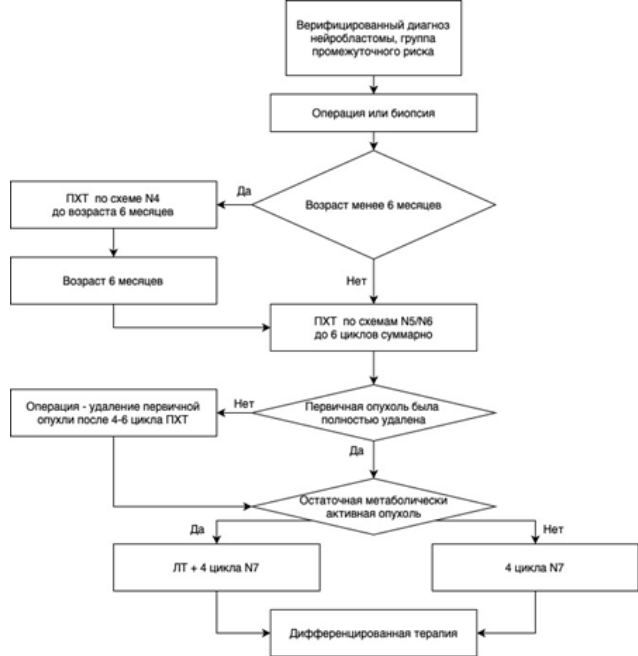 Верифицированный диагноз
нейробластомы, группа
промежуточного риска
Операция или биопсия
Возраст менее 6 месяцев
Да
ПХТ по схеме N4
до возраста 6 месяцев
Возраст 6 месяцев
Нет
ПХТ по схемам N5/N6
до 6 циклов суммарно
Первичная опухоль была
полностью удалена
Нет
Операция - удаление первичной
опухли после 4-6 цикла ПХТ
Да
Остаточная метаболически
активная опухоль
Да
Нет
ЛТ + 4 цикла N7
4 цикла N7
Дифференцированная терапия